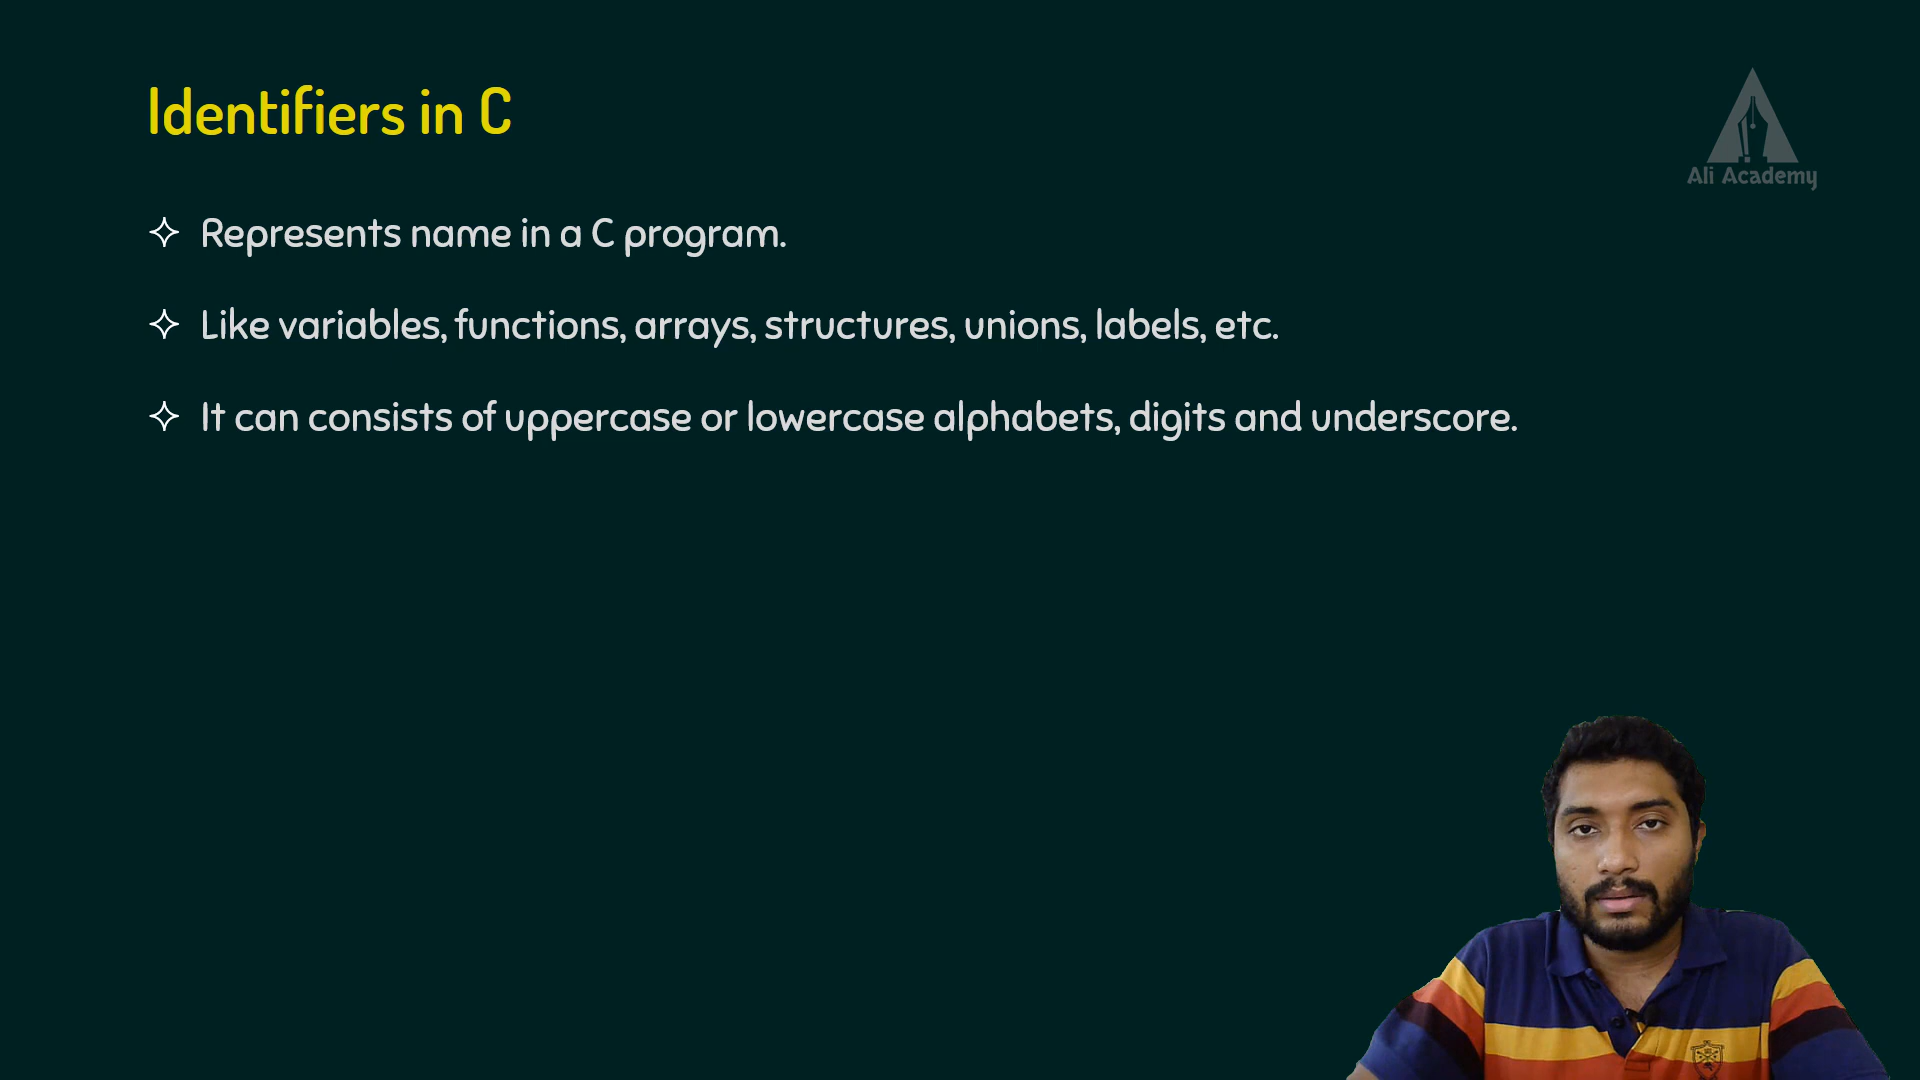 Identifiers in C
Ali Academy
Represents name in a C program.
Like variables, functions, arrays, structures, unions, labels, etc.
It can consists of uppercase or lowercase alphabets, digits and underscore.